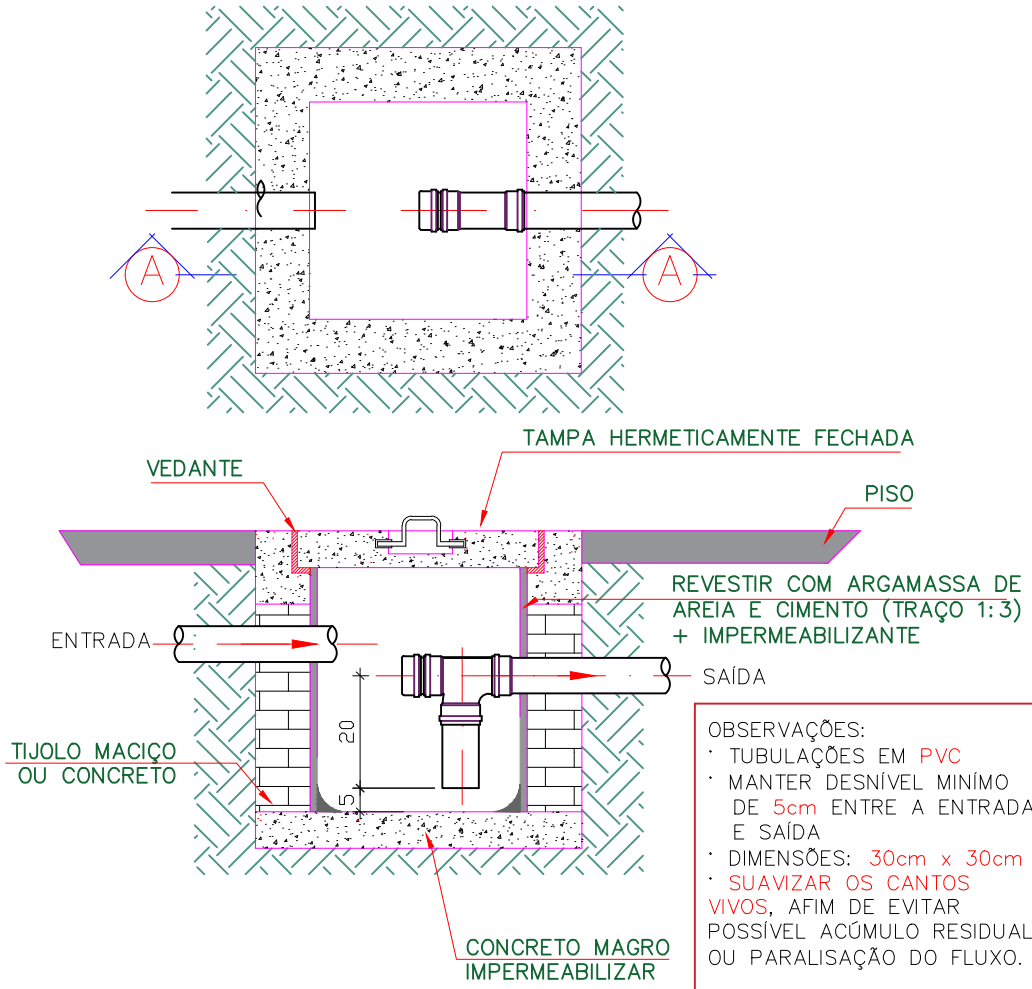 A
A
TAMPA HERMETICAMENTE FECHADA
VEDANTE
PISO
REVESTIR COM ARGAMASSA DE
AREIA E CIMENTO (TRAÇO 1:3)
+ IMPERMEABILIZANTE
ENTRADA
SAÍDA
20
5
TIJOLO MACIÇO
OU CONCRETO
CONCRETO MAGRO
IMPERMEABILIZAR
OBSERVAÇÕES:
· TUBULAÇÕES EM PVC
· MANTER DESNÍVEL MINÍMO
DE 5cm ENTRE A ENTRADA
E SAÍDA
· DIMENSÕES: 30cm x 30cm
· SUAVIZAR OS CANTOS
VIVOS, AFIM DE EVITAR
POSSÍVEL ACÚMULO RESIDUAL
OU PARALISAÇÃO DO FLUXO.